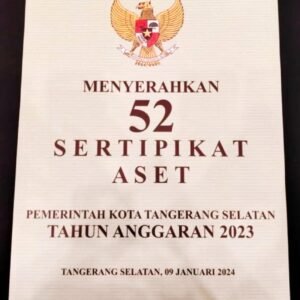 MENYERAHKAN
52
SERTIPIKAT
ASET
PEMERINTAH KOTA TANGERANG SELATAN
TAHUN ANGGARAN 2023
TANGERANG SELATAN, 09 JANUARI 2024